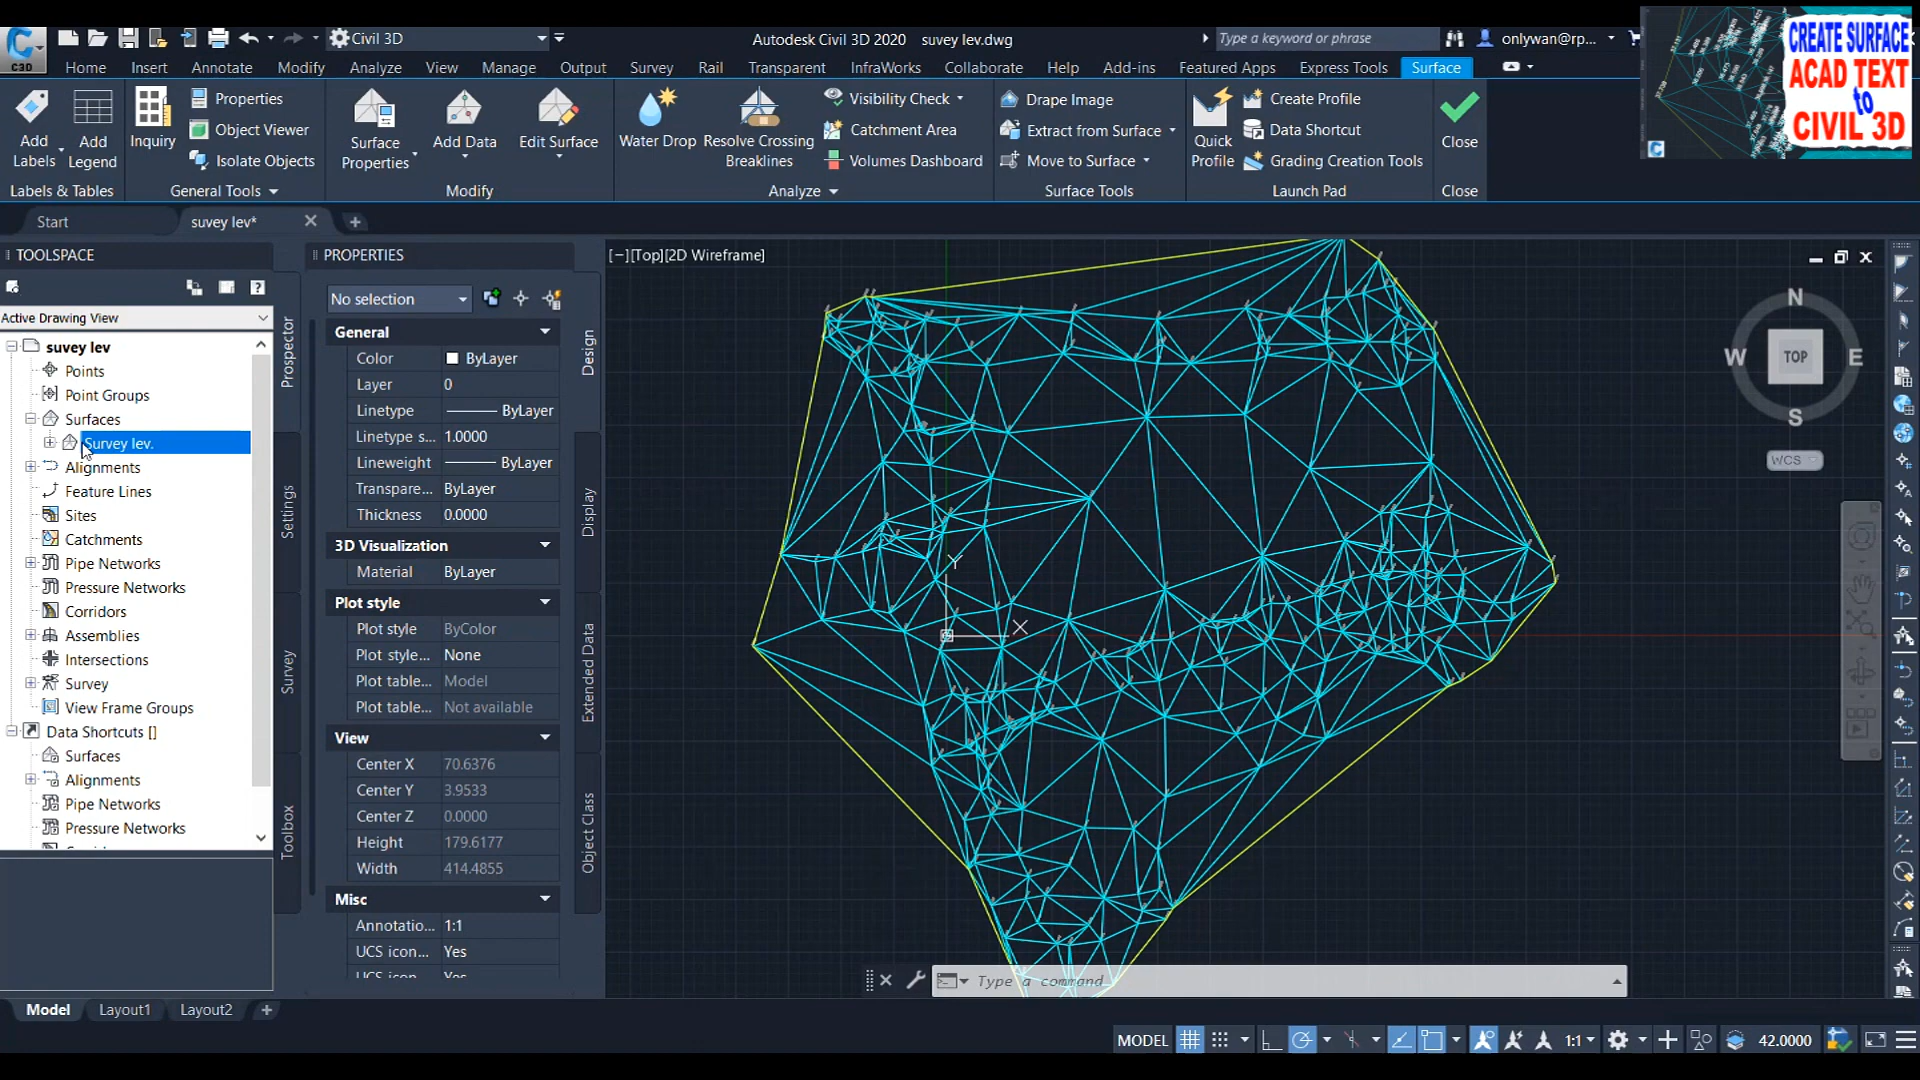 C3D
Civil 3D
Autodesk Civil 3D 2020 suvey lev.dwg
Type a keyword or phrase
onlywan@rp...
Home Insert Annotate Modify Analyze View Manage Output Survey Rail Transparent InfraWorks Collaborate Help Add-ins Featured Apps Express Tools Surface
CREATE SURFACE
ACAD TEXT
to
CIVIL 3D
Add Labels
Add Legend
Labels & Tables
Inquiry
Properties
Object Viewer
Isolate Objects
General Tools
Surface Properties
Add Data
Edit Surface
Modify
Water Drop
Resolve Crossing Breaklines
Visibility Check
Catchment Area
Volumes Dashboard
Analyze
Drape Image
Extract from Surface
Move to Surface
Surface Tools
Quick Profile
Create Profile
Data Shortcut
Grading Creation Tools
Launch Pad
Close
Close
Start
suvey lev*
TOOLSPACE
Active Drawing View
suvey lev
Points
Point Groups
Surfaces
Survey lev.
Alignments
Feature Lines
Sites
Catchments
Pipe Networks
Pressure Networks
Corridors
Assemblies
Intersections
Survey
View Frame Groups
Data Shortcuts []
Surfaces
Alignments
Pipe Networks
Pressure Networks
Prospector
Settings
Survey
Toolbox
PROPERTIES
No selection
General
Color ByLayer
Layer 0
Linetype ByLayer
Linetype s... 1.0000
Lineweight ByLayer
Transpare... ByLayer
Thickness 0.0000
3D Visualization
Material ByLayer
Plot style
Plot style ByColor
Plot style... None
Plot table... Model
Plot table... Not available
View
Center X 70.6376
Center Y 3.9533
Center Z 0.0000
Height 179.6177
Width 414.4855
Misc
Annotatio... 1:1
UCS icon... Yes
UCS icon... Yes
Design
Display
Extended Data
Object Class
[−][Top][2D Wireframe]
N
W TOP E
S
WCS
Y
X
Type a command
Model Layout1 Layout2
MODEL 1:1 42.0000